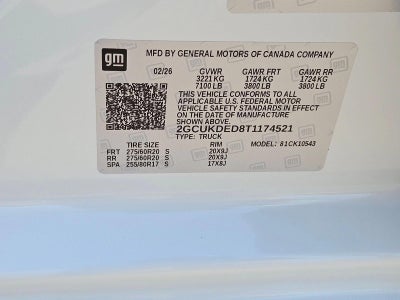 gm
MFD BY GENERAL MOTORS OF CANADA COMPANY
02/26 GVWR GAWR FRT GAWR RR
3221 KG 1724 KG 1724 KG
7100 LB 3800 LB 3800 LB
THIS VEHICLE CONFORMS TO ALL
APPLICABLE U.S. FEDERAL MOTOR
VEHICLE SAFETY STANDARDS IN EFFECT
ON THE DATE OF MANUFACTURE
SHOWN ABOVE.
2GCUKDED8T1174521
TYPE: TRUCK
TIRE SIZE RIM MODEL: 81CK10543
FRT 275/60R20 S 20X9J
RR 275/60R20 S 20X9J
SPA 255/80R17 S 17X8J